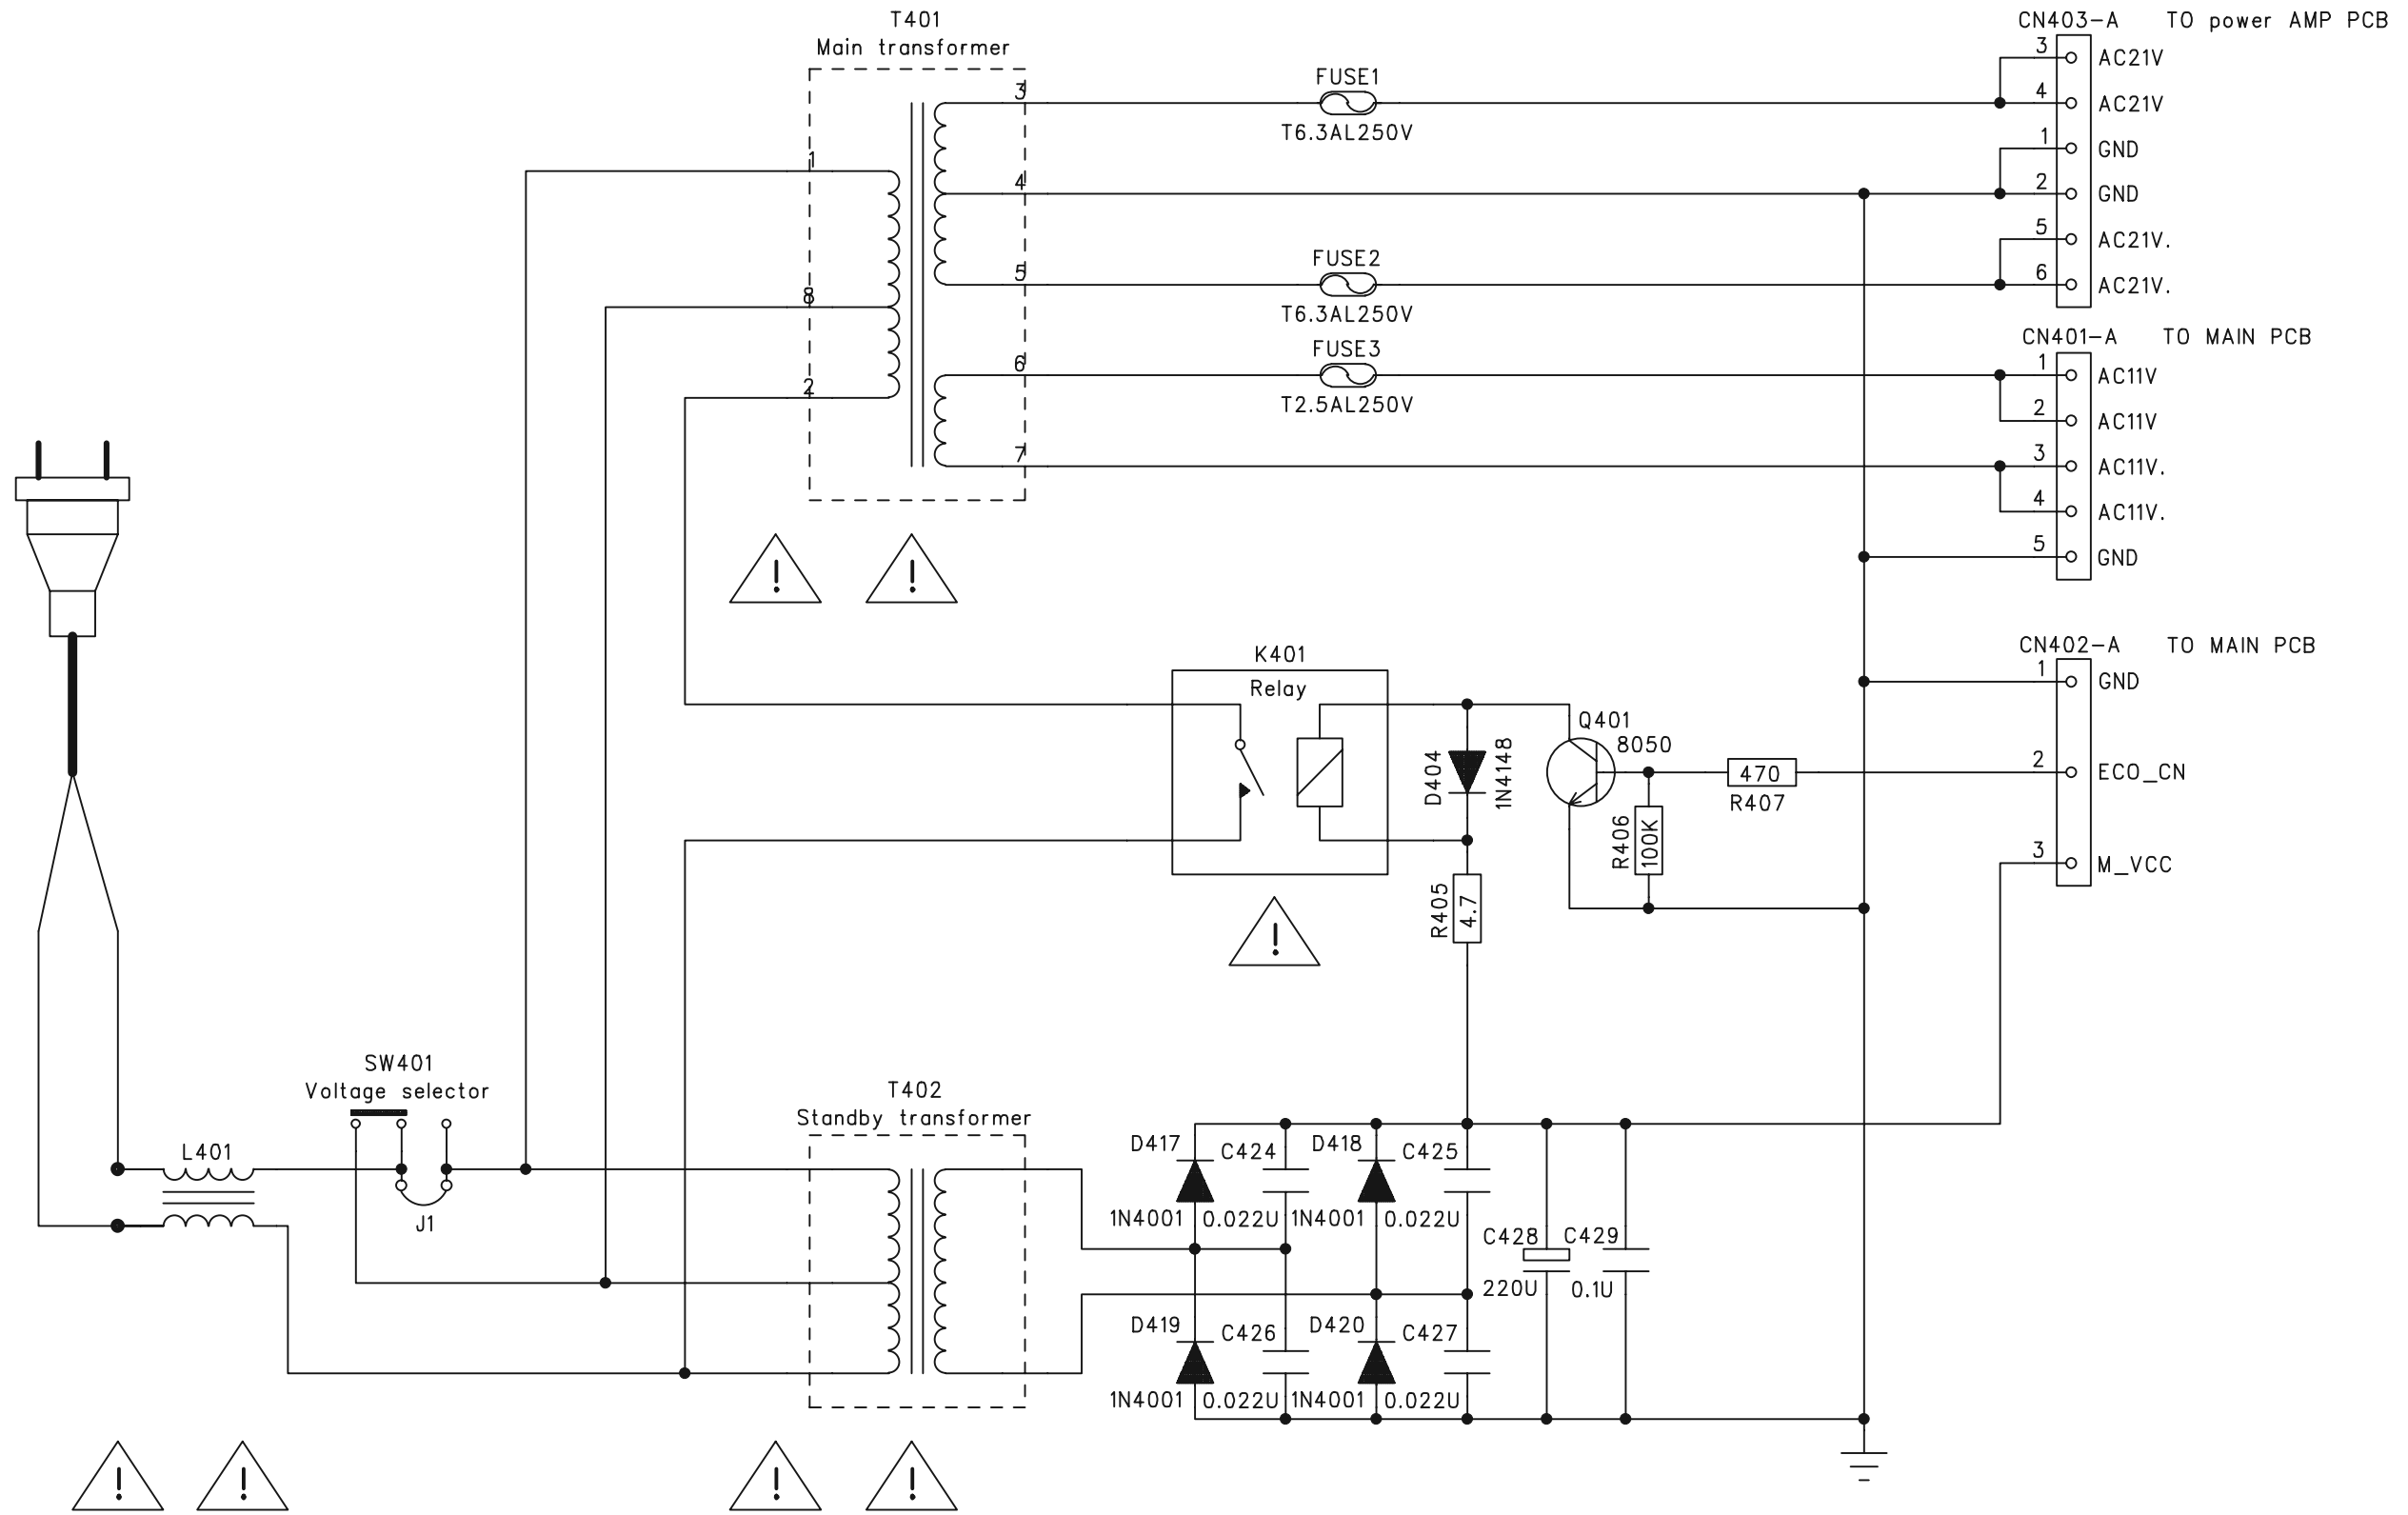 T401
Main transformer
1
8
2
3
4
5
6
7
FUSE1
T6.3AL250V
FUSE2
T6.3AL250V
FUSE3
T2.5AL250V
CN403-A TO power AMP PCB
3 AC21V
4 AC21V
1 GND
2 GND
5 AC21V.
6 AC21V.
CN401-A TO MAIN PCB
1 AC11V
2 AC11V
3 AC11V.
4 AC11V.
5 GND
! !
K401
Relay
!
D404
1N4148
Q401
8050
470
R407
R406
100K
R405
4.7
CN402-A TO MAIN PCB
1 GND
2 ECO_CN
3 M_VCC
SW401
Voltage selector
L401
J1
T402
Standby transformer
D417 C424 D418 C425
1N4001 0.022U 1N4001 0.022U
C428 C429
220U 0.1U
D419 C426 D420 C427
1N4001 0.022U 1N4001 0.022U
! ! ! !